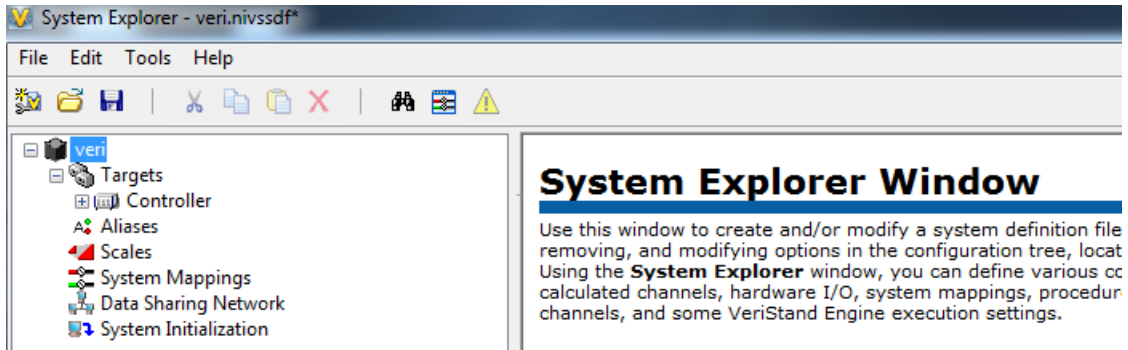 System Explorer - veri.nivssdf*
File Edit Tools Help
veri
Targets
Controller
Aliases
Scales
System Mappings
Data Sharing Network
System Initialization
System Explorer Window
Use this window to create and/or modify a system definition file
removing, and modifying options in the configuration tree, locat
Using the System Explorer window, you can define various co
calculated channels, hardware I/O, system mappings, procedur
channels, and some VeriStand Engine execution settings.